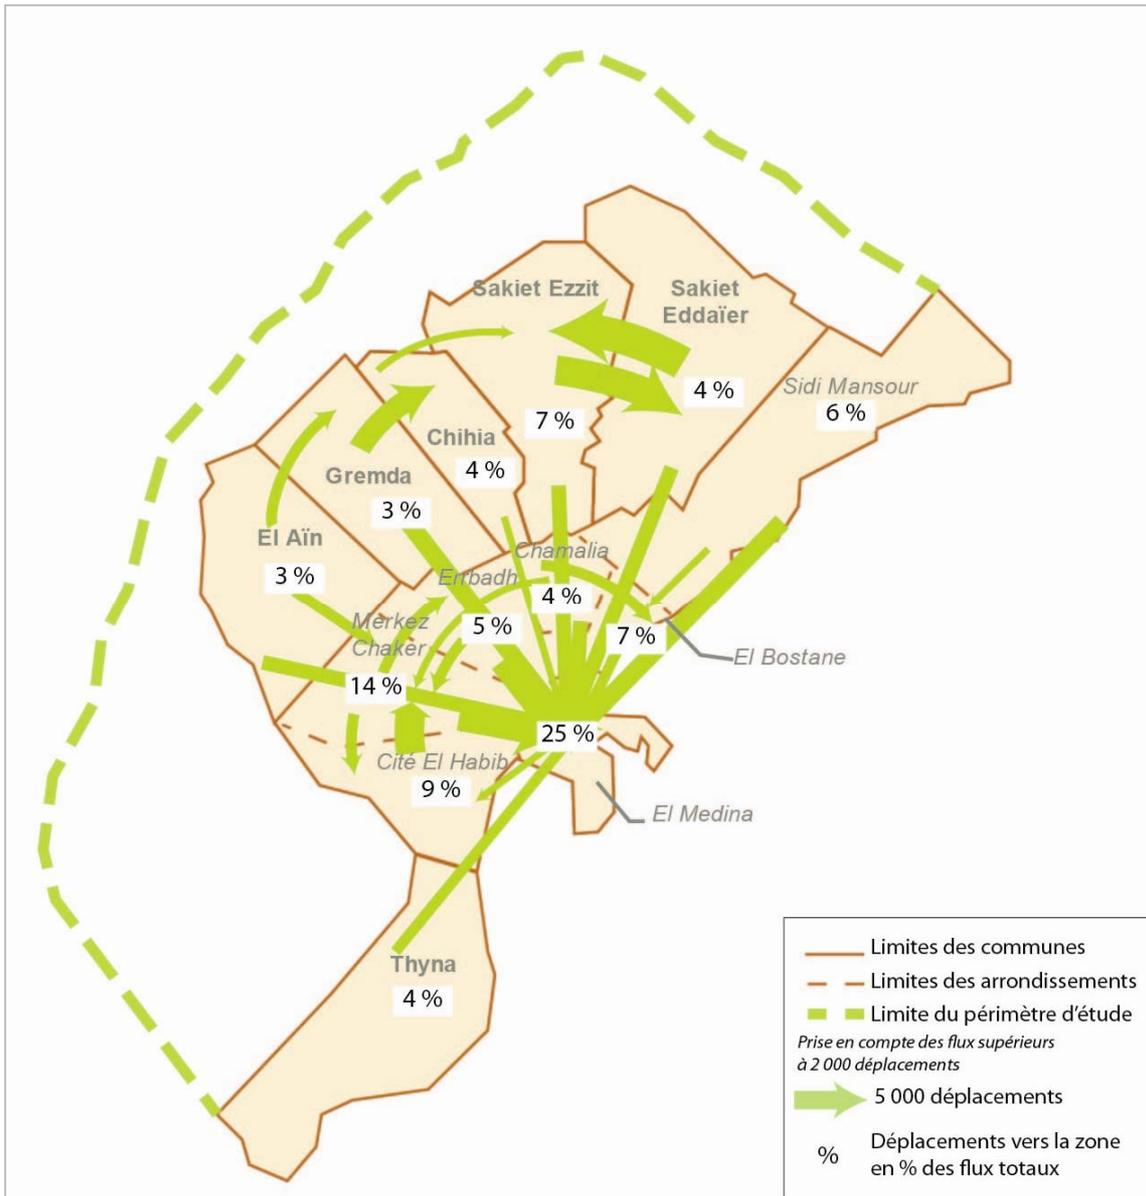 Sakiet Ezzit
Sakiet
Eddaïer
4 %
Sidi Mansour
6 %
7 %
Chihia
4 %
Gremda
3 %
El Aïn
3 %
Chamalia
4 %
Errbadh
5 %
Merkez
Chaker
14 %
7 %
El Bostane
25 %
Cité El Habib
9 %
El Medina
Thyna
4 %
Limites des communes
Limites des arrondissements
Limite du périmètre d'étude
Prise en compte des flux supérieurs
à 2 000 déplacements
5 000 déplacements
%
Déplacements vers la zone
en % des flux totaux